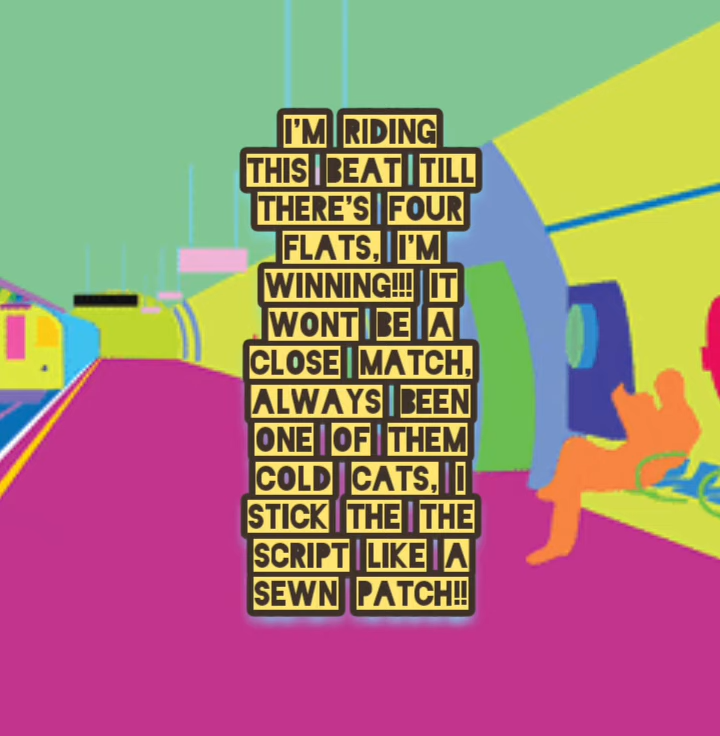 I'M RIDING
THIS BEAT TILL
THERE'S FOUR
FLATS, I'M
WINNING!!! IT
WONT BE A
CLOSE MATCH,
ALWAYS BEEN
ONE OF THEM
COLD CATS, I
STICK THE THE
SCRIPT LIKE A
SEWN PATCH!!